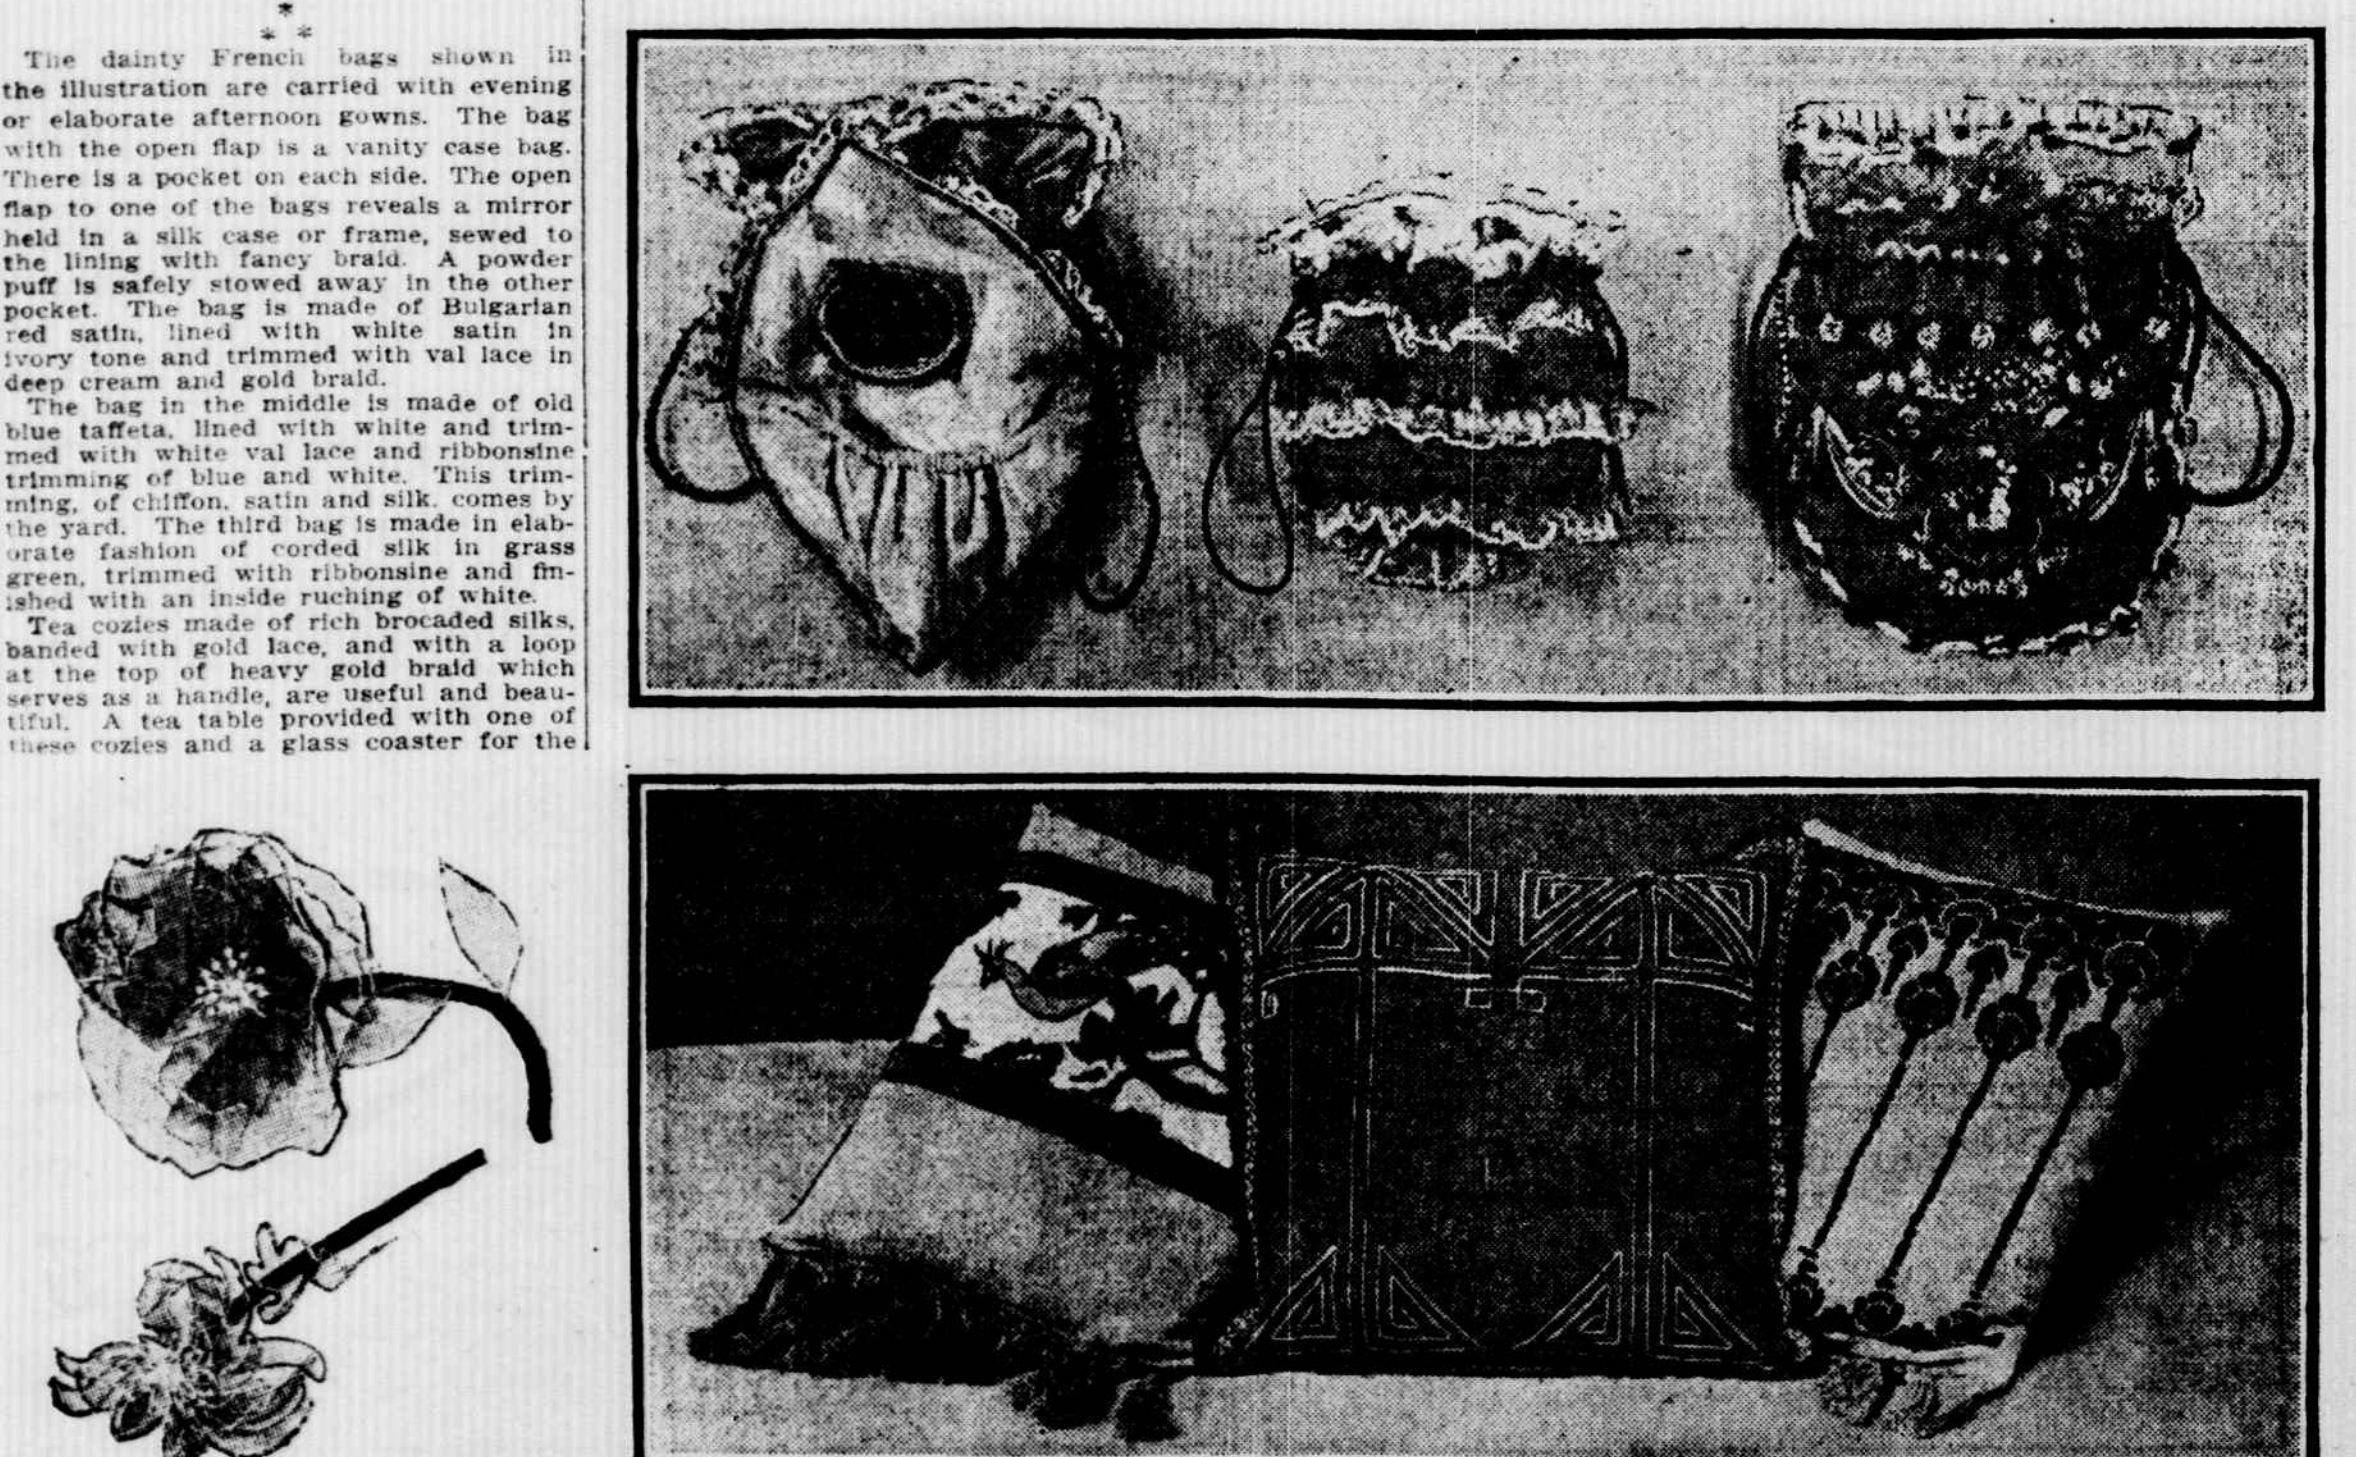 *
* *
The dainty French bags shown in
the illustration are carried with evening
or elaborate afternoon gowns. The bag
with the open flap is a vanity case bag.
There is a pocket on each side. The open
flap to one of the bags reveals a mirror
held in a silk case or frame, sewed to
the lining with fancy braid. A powder
puff is safely stowed away in the other
pocket. The bag is made of Bulgarian
red satin, lined with white satin in
ivory tone and trimmed with val lace in
deep cream and gold braid.
The bag in the middle is made of old
blue taffeta, lined with white and trim-
med with white val lace and ribbonsine
trimming of blue and white. This trim-
ming, of chiffon, satin and silk, comes by
the yard. The third bag is made in elab-
orate fashion of corded silk in grass
green, trimmed with ribbonsine and fin-
ished with an inside ruching of white.
Tea cozies made of rich brocaded silks,
banded with gold lace, and with a loop
at the top of heavy gold braid which
serves as a handle, are useful and beau-
tiful. A tea table provided with one of
these cozies and a glass coaster for the